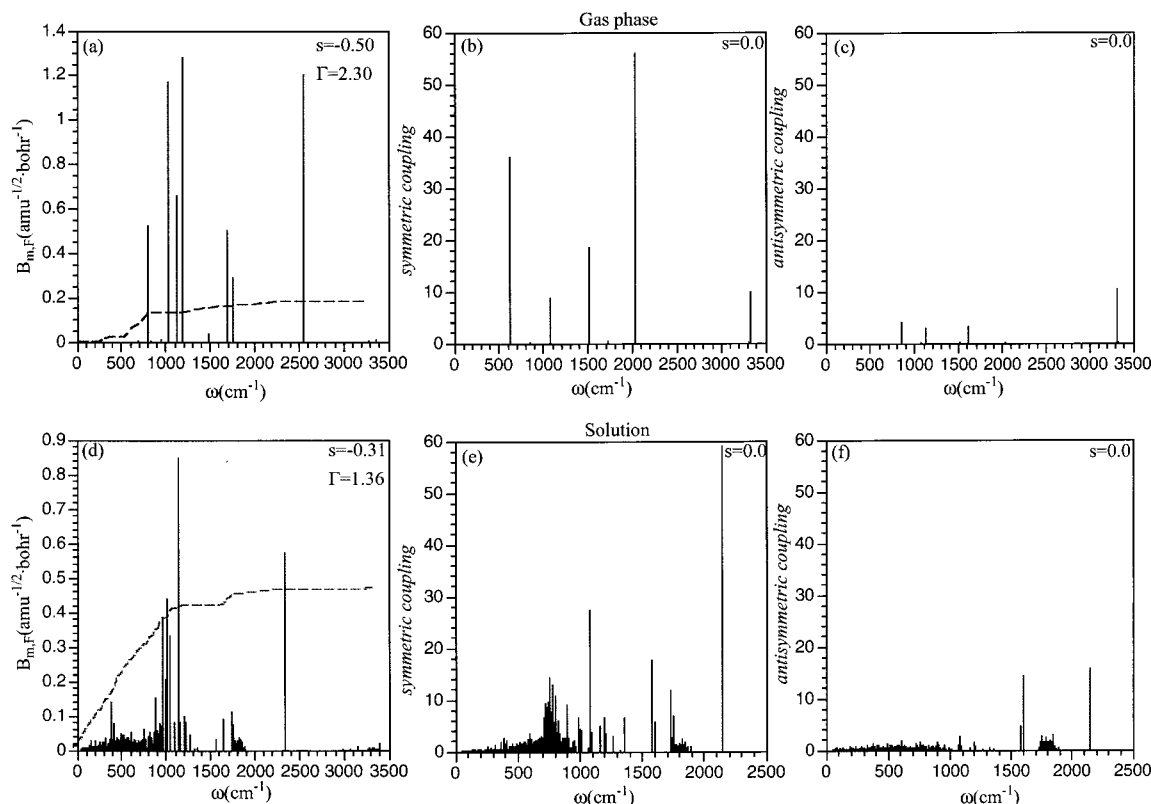 Gas phase
(a)
s=-0.50
Γ=2.30
B_m,F(amu^-1/2·bohr^-1)
1.4
1.2
1
0.8
0.6
0.4
0.2
0
0 500 1000 1500 2000 2500 3000 3500
ω(cm^-1)
(b)
s=0.0
symmetric coupling
60
50
40
30
20
10
0
0 500 1000 1500 2000 2500 3000 3500
ω(cm^-1)
(c)
s=0.0
antisymmetric coupling
60
50
40
30
20
10
0
0 500 1000 1500 2000 2500 3000 3500
ω(cm^-1)
Solution
(d)
s=-0.31
Γ=1.36
B_m,F(amu^-1/2·bohr^-1)
0.9
0.8
0.7
0.6
0.5
0.4
0.3
0.2
0.1
0
0 500 1000 1500 2000 2500 3000 3500
ω(cm^-1)
(e)
s=0.0
symmetric coupling
60
50
40
30
20
10
0
0 500 1000 1500 2000 2500
ω(cm^-1)
(f)
s=0.0
antisymmetric coupling
60
50
40
30
20
10
0
0 500 1000 1500 2000 2500
ω(cm^-1)